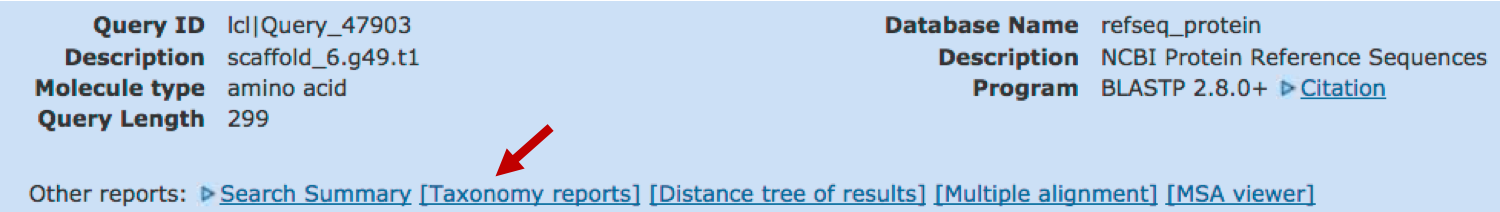 Query ID lcl|Query_47903
Description scaffold_6.g49.t1
Molecule type amino acid
Query Length 299
Database Name refseq_protein
Description NCBI Protein Reference Sequences
Program BLASTP 2.8.0+ Citation
Other reports: Search Summary [Taxonomy reports] [Distance tree of results] [Multiple alignment] [MSA viewer]